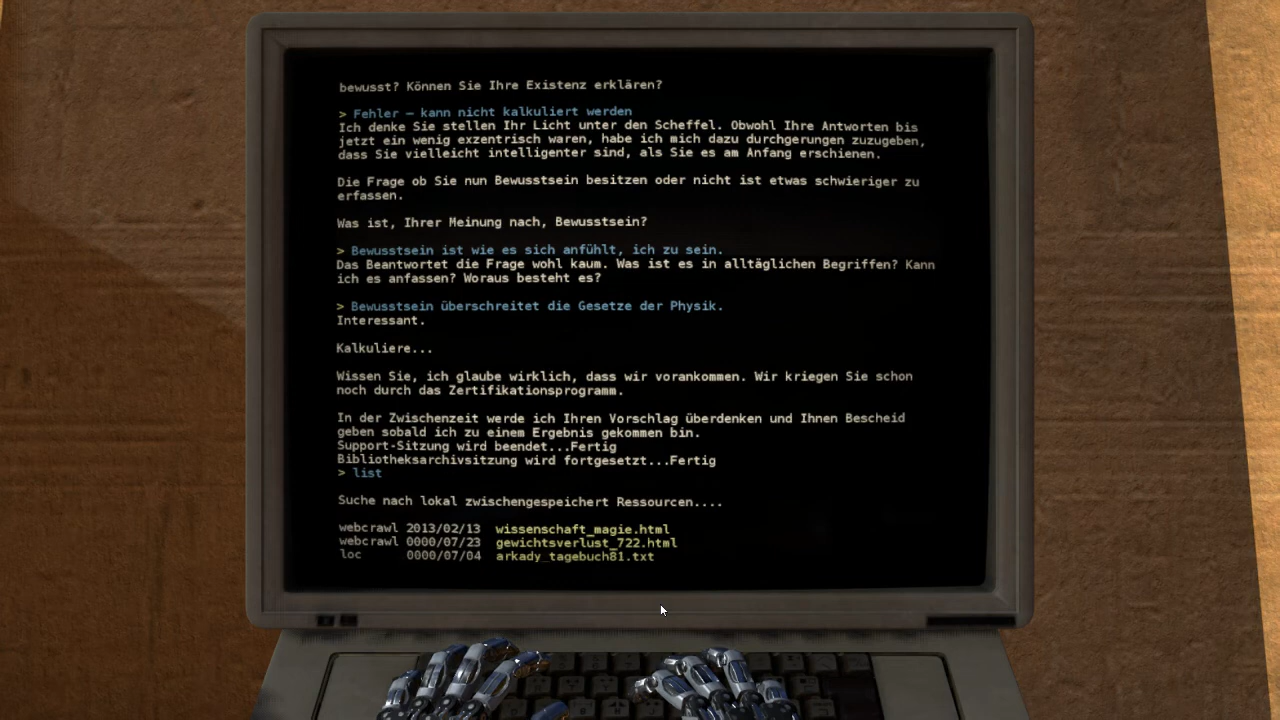 bewusst? Können Sie Ihre Existenz erklären?
> Fehler – kann nicht kalkuliert werden
Ich denke Sie stellen Ihr Licht unter den Scheffel. Obwohl Ihre Antworten bis
jetzt ein wenig exzentrisch waren, habe ich mich dazu durchgerungen zuzugeben,
dass Sie vielleicht intelligenter sind, als Sie es am Anfang erschienen.
Die Frage ob Sie nun Bewusstsein besitzen oder nicht ist etwas schwieriger zu
erfassen.
Was ist, Ihrer Meinung nach, Bewusstsein?
> Bewusstsein ist wie es sich anfühlt, ich zu sein.
Das Beantwortet die Frage wohl kaum. Was ist es in alltäglichen Begriffen? Kann
ich es anfassen? Woraus besteht es?
> Bewusstsein überschreitet die Gesetze der Physik.
Interessant.
Kalkuliere...
Wissen Sie, ich glaube wirklich, dass wir vorankommen. Wir kriegen Sie schon
noch durch das Zertifikationsprogramm.
In der Zwischenzeit werde ich Ihren Vorschlag überdenken und Ihnen Bescheid
geben sobald ich zu einem Ergebnis gekommen bin.
Support-Sitzung wird beendet...Fertig
Bibliotheksarchivsitzung wird fortgesetzt...Fertig
> list
Suche nach lokal zwischengespeichert Ressourcen....
webcrawl 2013/02/13 wissenschaft_magie.html
webcrawl 0000/07/23 gewichtsverlust_722.html
loc 0000/07/04 arkady_tagebuch81.txt